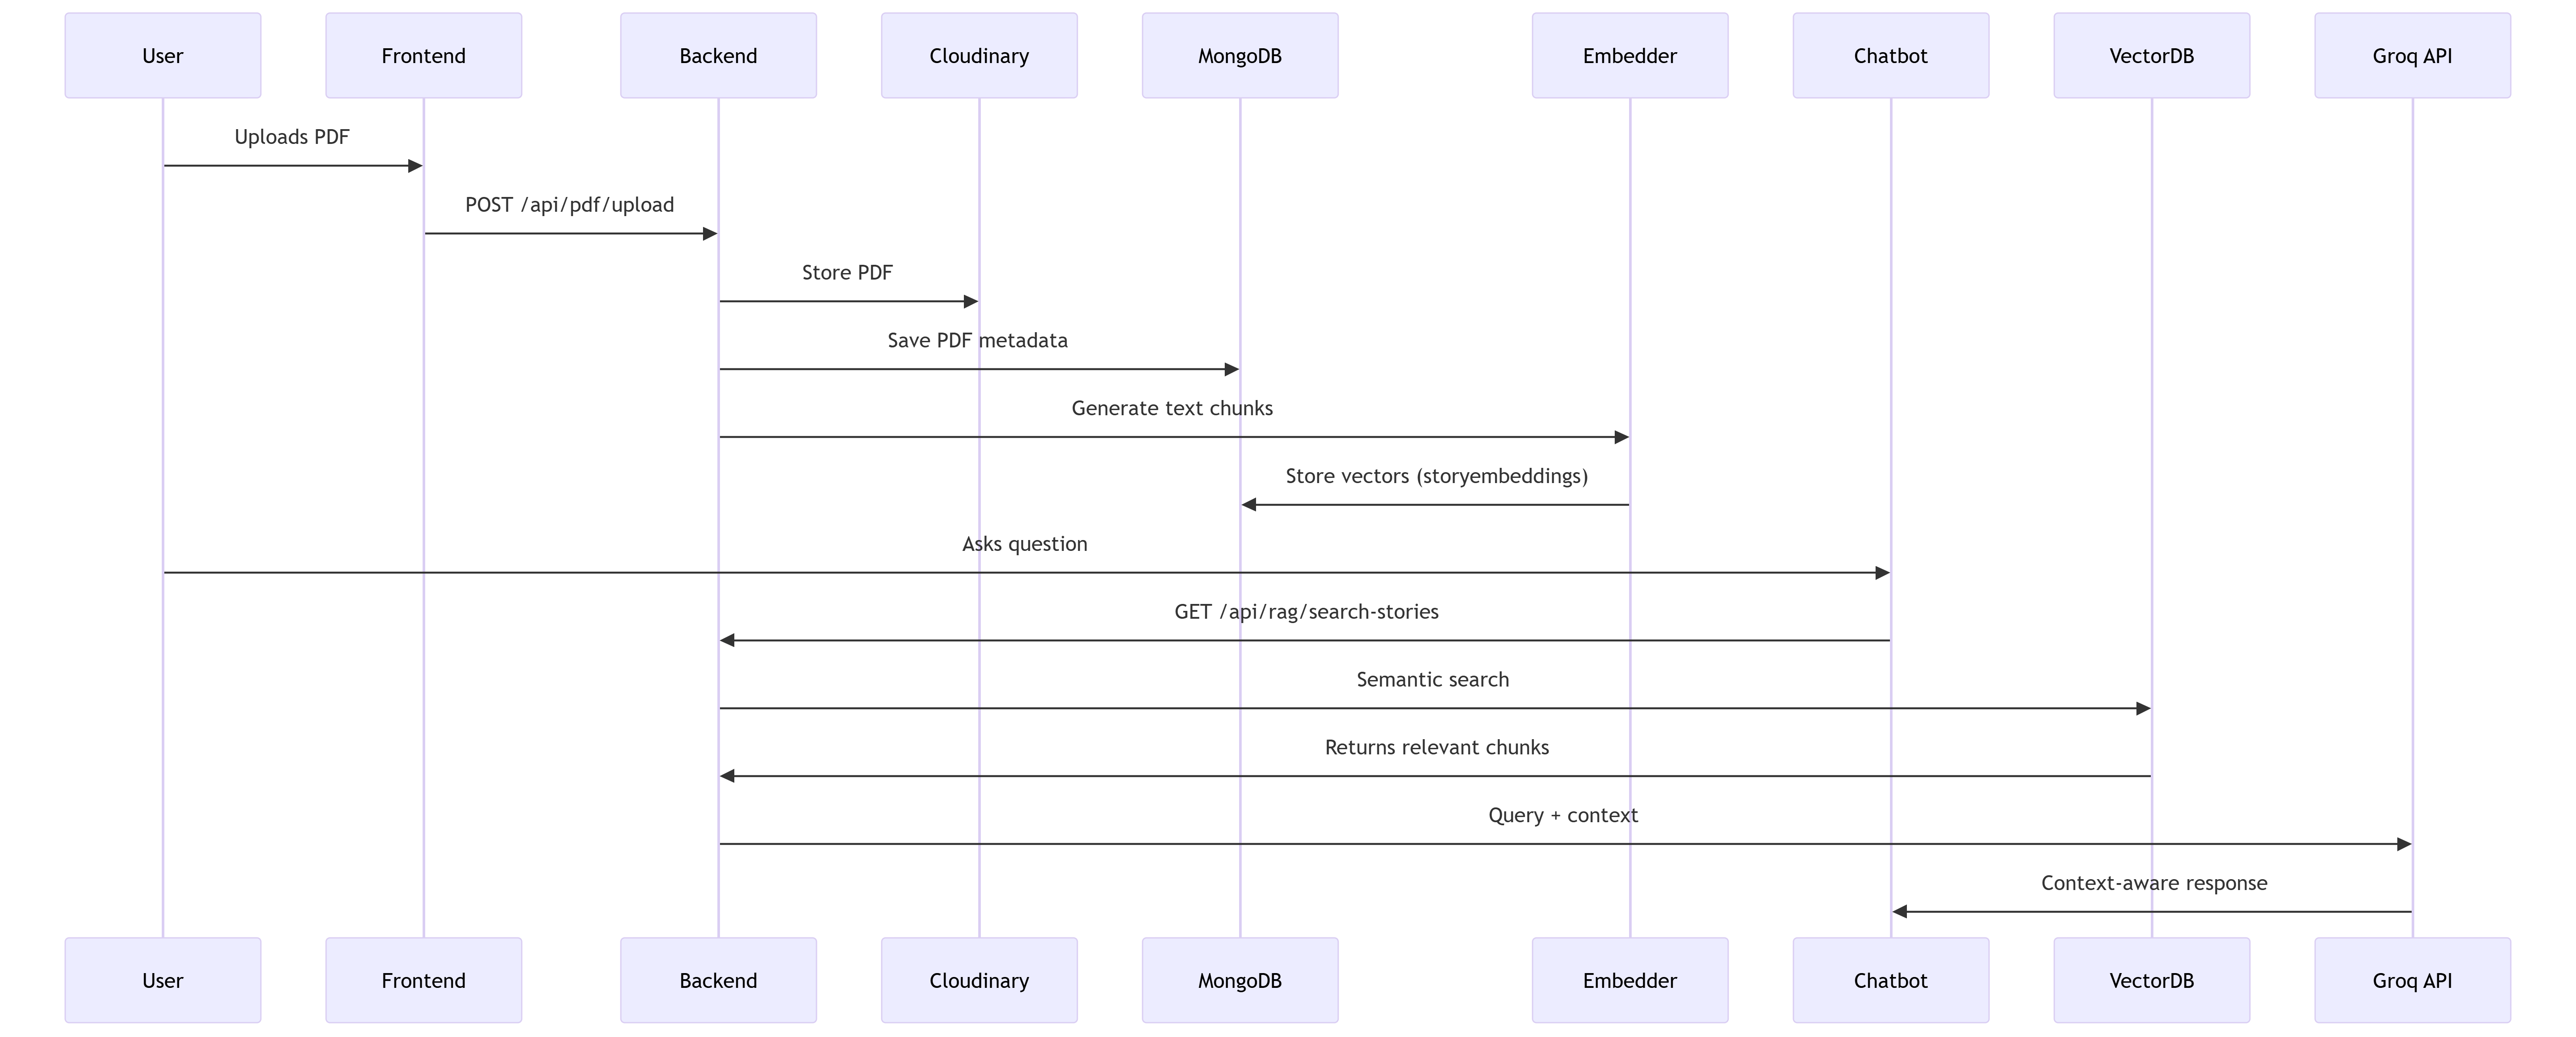 User
Frontend
Backend
Cloudinary
MongoDB
Embedder
Chatbot
VectorDB
Groq API
Uploads PDF
POST /api/pdf/upload
Store PDF
Save PDF metadata
Generate text chunks
Store vectors (storyembeddings)
Asks question
GET /api/rag/search-stories
Semantic search
Returns relevant chunks
Query + context
Context-aware response
User
Frontend
Backend
Cloudinary
MongoDB
Embedder
Chatbot
VectorDB
Groq API